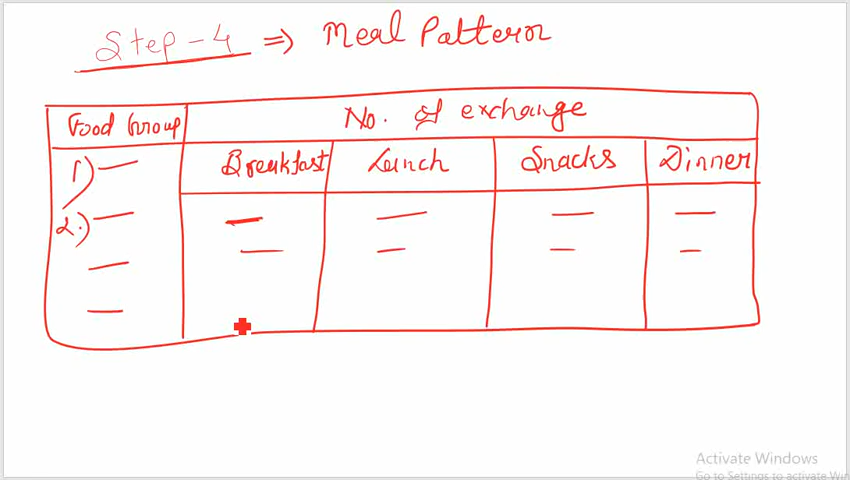 Step-4 ⇒ Meal Pattern
Food Group No. of exchange
1) Breakfast Lunch Snacks Dinner
2.)
Activate Windows
Go to Settings to activate Win